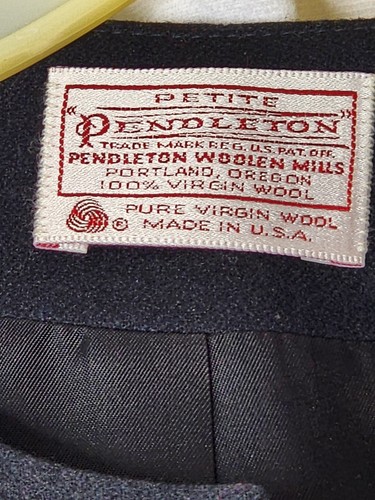 PETITE
"PENDLETON"
TRADE MARK REG. U.S. PAT. OFF.
PENDLETON WOOLEN MILLS
PORTLAND, OREGON
100% VIRGIN WOOL
® PURE VIRGIN WOOL
MADE IN U.S.A.